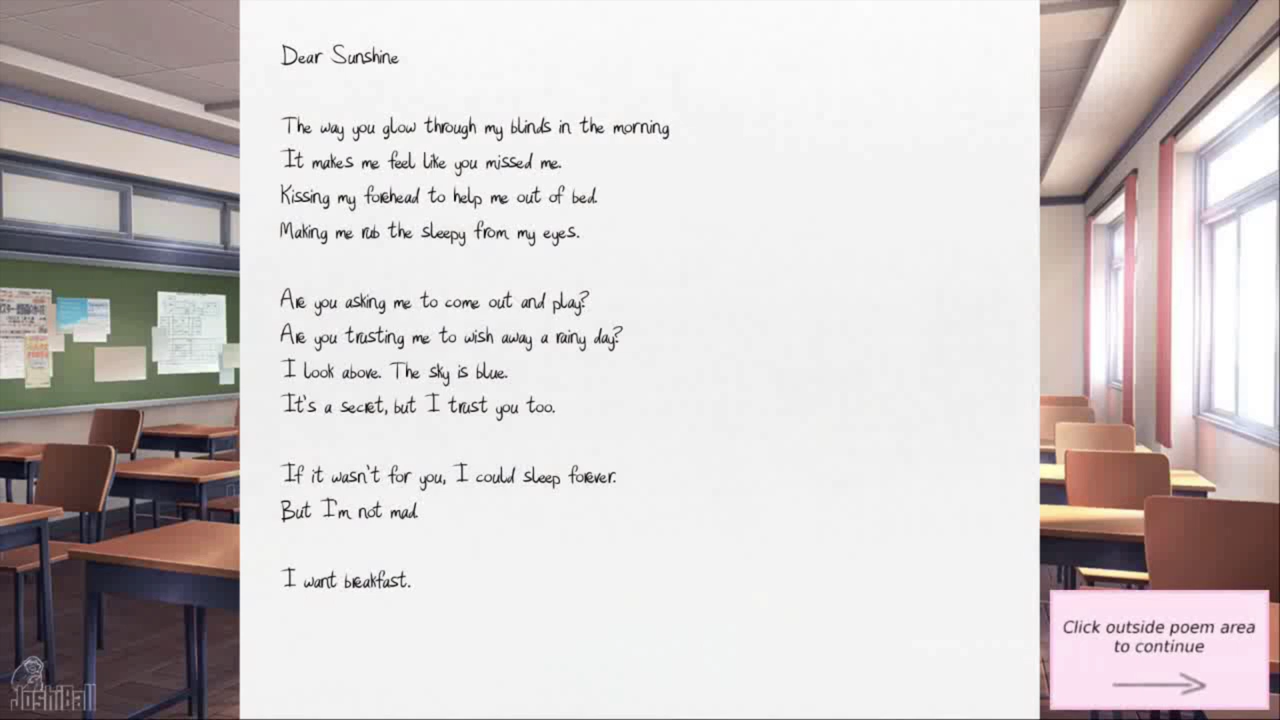 Dear Sunshine
The way you glow through my blinds in the morning
It makes me feel like you missed me.
Kissing my forehead to help me out of bed.
Making me rub the sleepy from my eyes.
Are you asking me to come out and play?
Are you trusting me to wish away a rainy day?
I look above. The sky is blue.
It's a secret, but I trust you too.
If it wasn't for you, I could sleep forever.
But I'm not mad.
I want breakfast.
Click outside poem area
to continue
JoshiBall